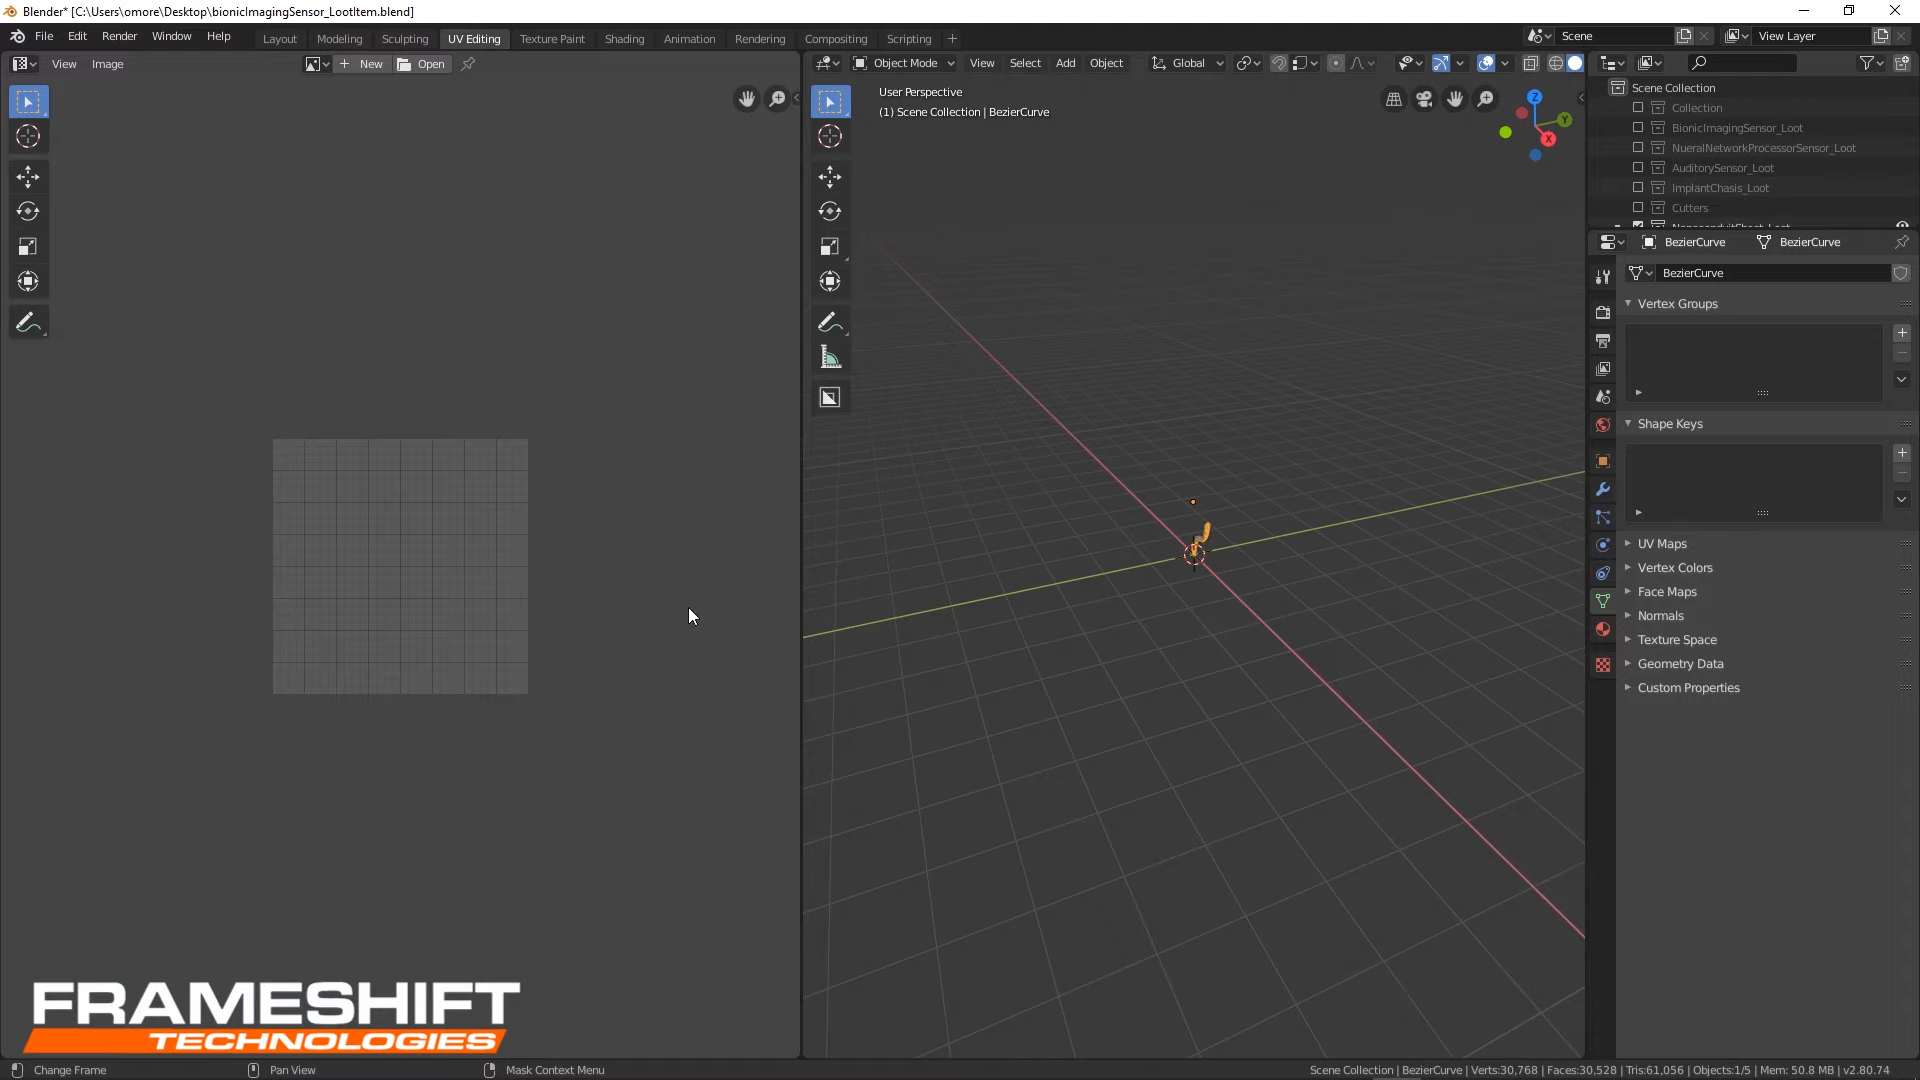 Blender* [C:\Users\omore\Desktop\bionicImagingSensor_LootItem.blend]
File Edit Render Window Help
Layout Modeling Sculpting UV Editing Texture Paint Shading Animation Rendering Compositing Scripting +
Scene
View Layer
View Image
New
Open
Object Mode
View Select Add Object
Global
User Perspective
(1) Scene Collection | BezierCurve
Z
Y
X
Scene Collection
Collection
BionicImagingSensor_Loot
NueralNetworkProcessorSensor_Loot
AuditorySensor_Loot
ImplantChasis_Loot
Cutters
BezierCurve
BezierCurve
BezierCurve
Vertex Groups
Shape Keys
UV Maps
Vertex Colors
Face Maps
Normals
Texture Space
Geometry Data
Custom Properties
FRAMESHIFT
TECHNOLOGIES
Change Frame
Pan View
Mask Context Menu
Scene Collection | BezierCurve | Verts:30,768 | Faces:30,528 | Tris:61,056 | Objects:1/5 | Mem: 50.8 MB | v2.80.74